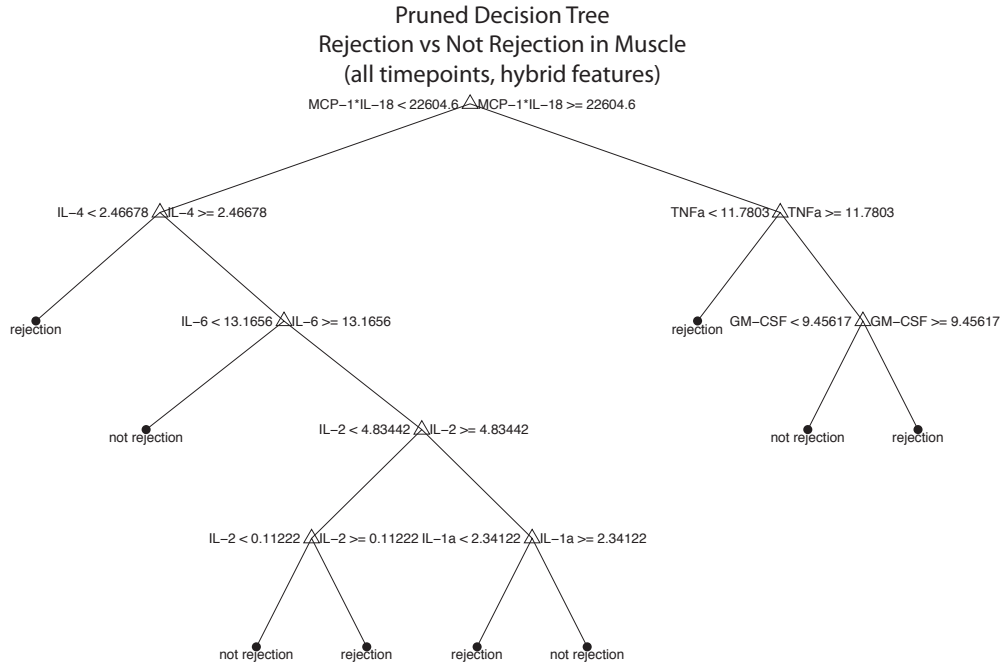 Pruned Decision Tree
Rejection vs Not Rejection in Muscle
(all timepoints, hybrid features)
MCP−1*IL−18 < 22604.6 MCP−1*IL−18 >= 22604.6
IL−4 < 2.46678 IL−4 >= 2.46678 TNFa < 11.7803 TNFa >= 11.7803
rejection IL−6 < 13.1656 IL−6 >= 13.1656 rejection GM−CSF < 9.45617 GM−CSF >= 9.45617
not rejection IL−2 < 4.83442 IL−2 >= 4.83442 not rejection rejection
IL−2 < 0.11222 IL−2 >= 0.11222 IL−1a < 2.34122 IL−1a >= 2.34122
not rejection rejection rejection not rejection